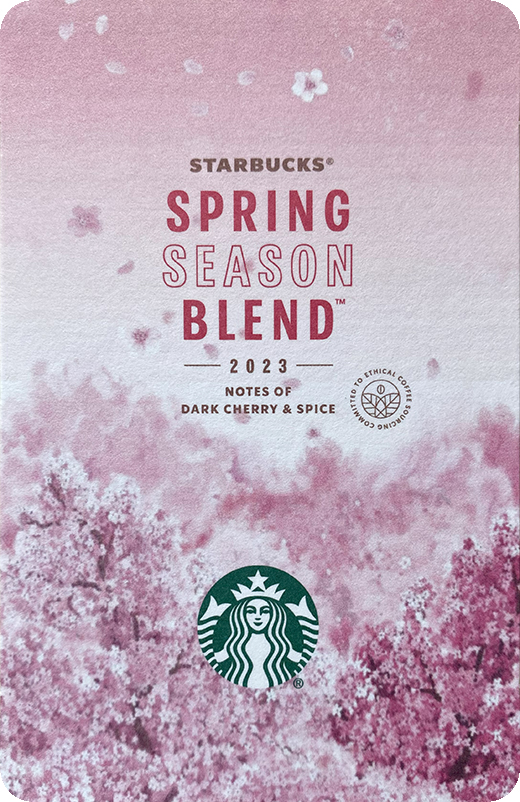 STARBUCKS®
SPRING
SEASON
BLEND™
2023
NOTES OF
DARK CHERRY & SPICE
COMMITTED TO ETHICAL COFFEE SOURCING
®